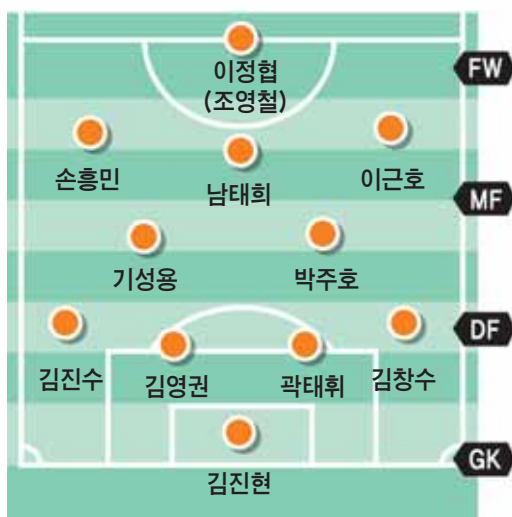 이정협
(조영철)
FW
손흥민
남태희
이근호
MF
기성용
박주호
DF
김진수
김영권
곽태휘
김창수
GK
김진현